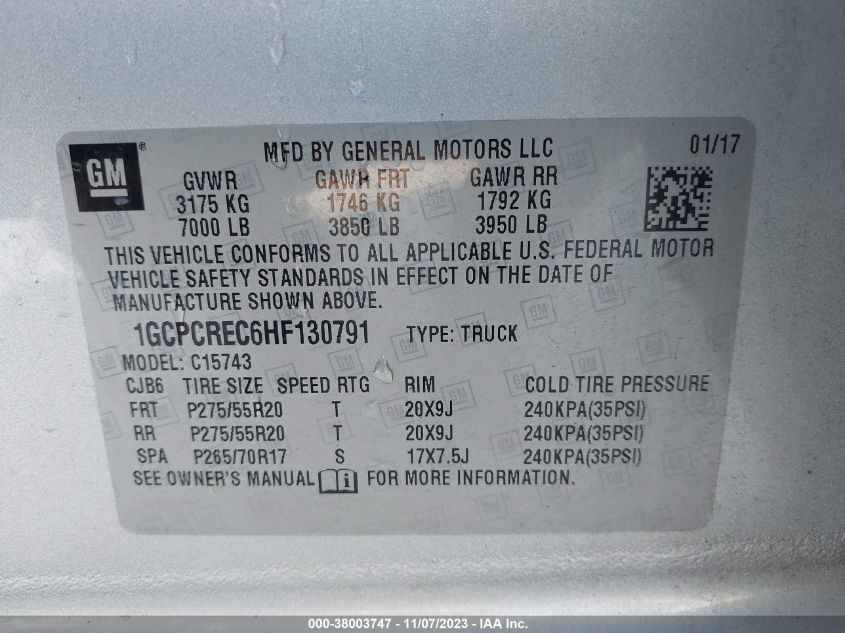 GM ® MFD BY GENERAL MOTORS LLC 01/17
GVWR GAWR FRT GAWR RR
3175 KG 1746 KG 1792 KG
7000 LB 3850 LB 3950 LB
THIS VEHICLE CONFORMS TO ALL APPLICABLE U.S. FEDERAL MOTOR
VEHICLE SAFETY STANDARDS IN EFFECT ON THE DATE OF
MANUFACTURE SHOWN ABOVE.
1GCPCREC6HF130791 TYPE: TRUCK
MODEL: C15743
CJB6 TIRE SIZE SPEED RTG RIM COLD TIRE PRESSURE
FRT P275/55R20 T 20X9J 240KPA(35PSI)
RR P275/55R20 T 20X9J 240KPA(35PSI)
SPA P265/70R17 S 17X7.5J 240KPA(35PSI)
SEE OWNER'S MANUAL i FOR MORE INFORMATION.
000-38003747 - 11/07/2023 - IAA Inc.